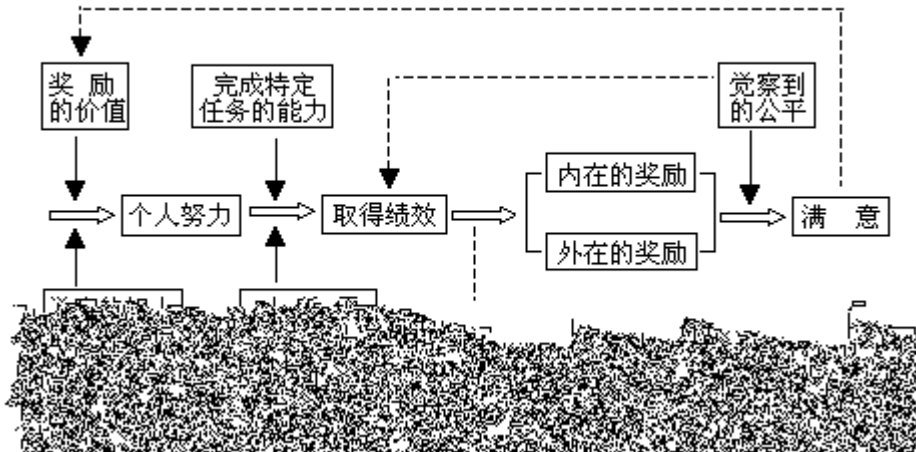 奖 励
的价值
完成特定
任务的能力
觉察到
的公平
内在的奖励
个人努力
取得绩效
满 意
外在的奖励